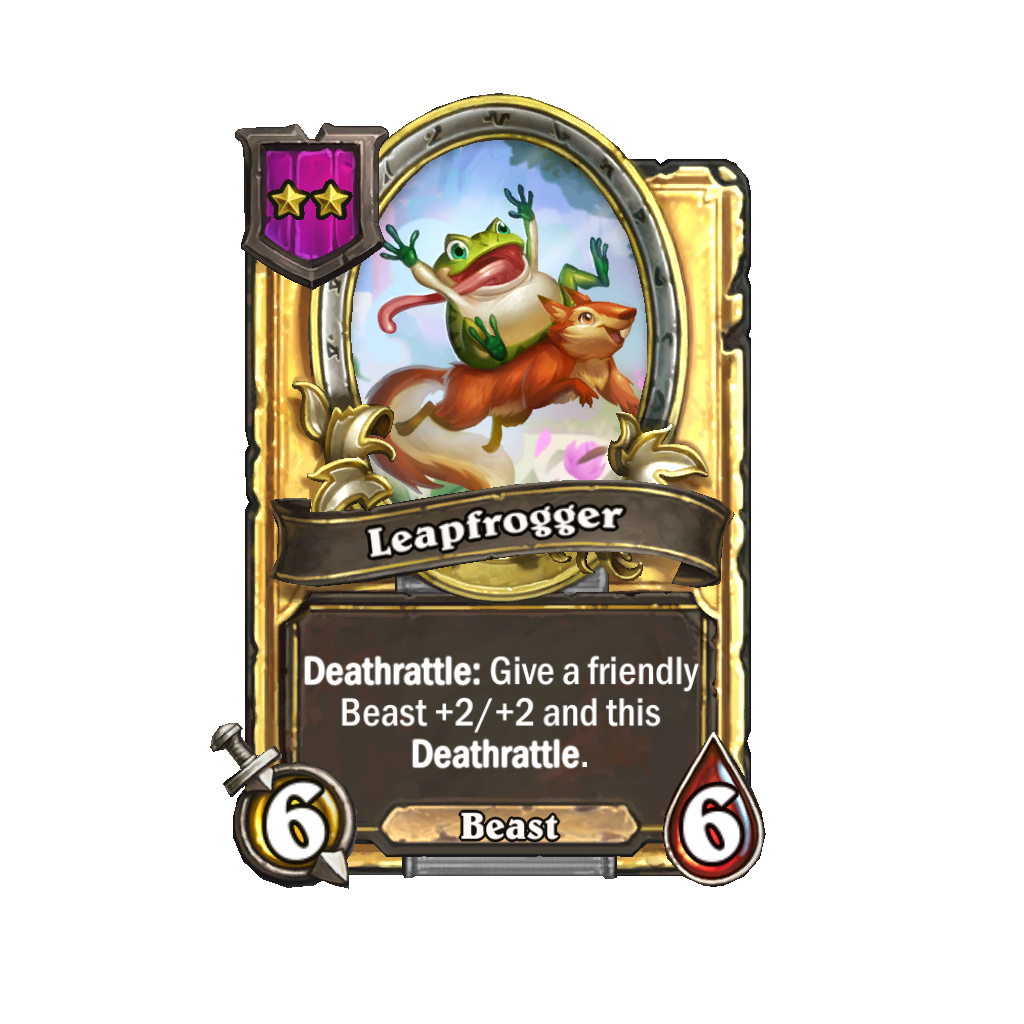 Leapfrogger
Deathrattle: Give a friendly
Beast +2/+2 and this
Deathrattle.
6
Beast
6